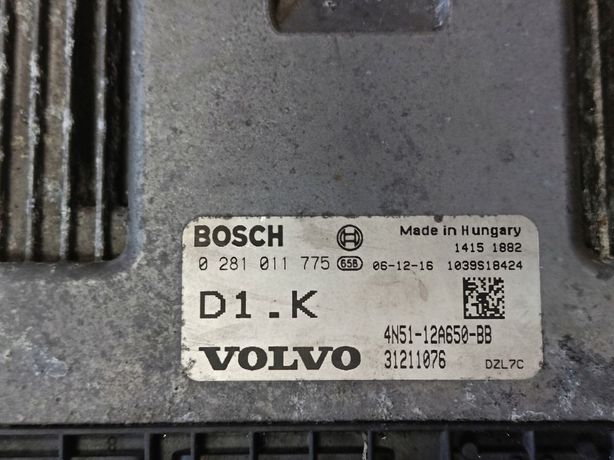 BOSCH Made in Hungary
1415 1882
0 281 011 775 65B 06-12-16 1039S18424
D1.K
4N51-12A650-BB
VOLVO 31211076 DZL7C